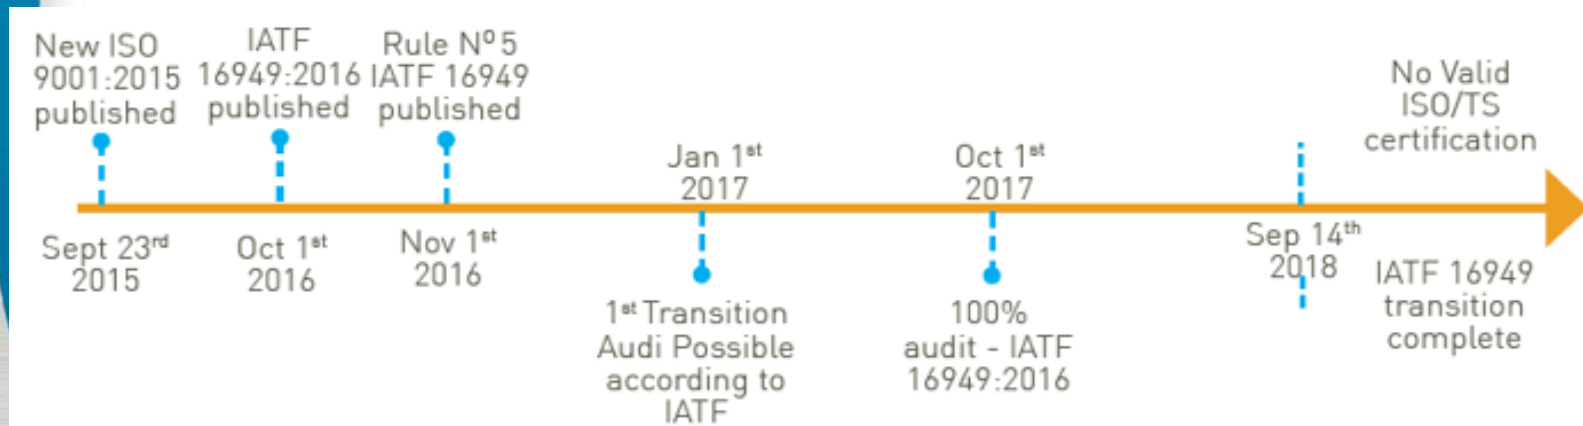 New ISO
9001:2015
published
IATF
16949:2016
published
Rule Nº 5
IATF 16949
published
Jan 1st
2017
Oct 1st
2017
No Valid
ISO/TS
certification
Sept 23rd
2015
Oct 1st
2016
Nov 1st
2016
1st Transition
Audi Possible
according to
IATF
100%
audit - IATF
16949:2016
Sep 14th
2018
IATF 16949
transition
complete